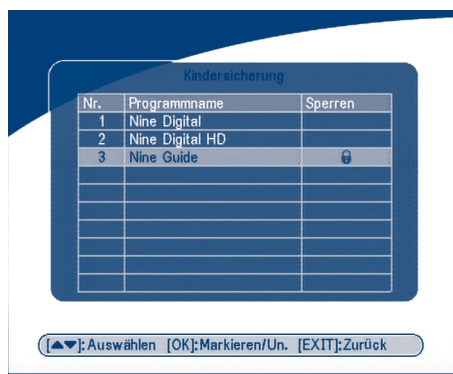 Kindersicherung
Nr. Programmname Sperren
1 Nine Digital
2 Nine Digital HD
3 Nine Guide
[▲▼]:Auswählen [OK]:Markieren/Un. [EXIT]:Zurück